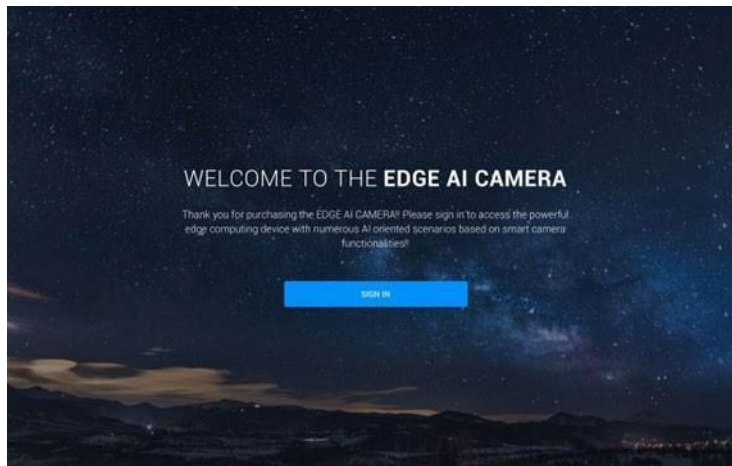 WELCOME TO THE EDGE AI CAMERA
Thank you for purchasing the EDGE AI CAMERA!! Please sign in to access the powerful
edge computing device with numerous AI oriented scenarios based on smart camera
functionalities!!
SIGN IN